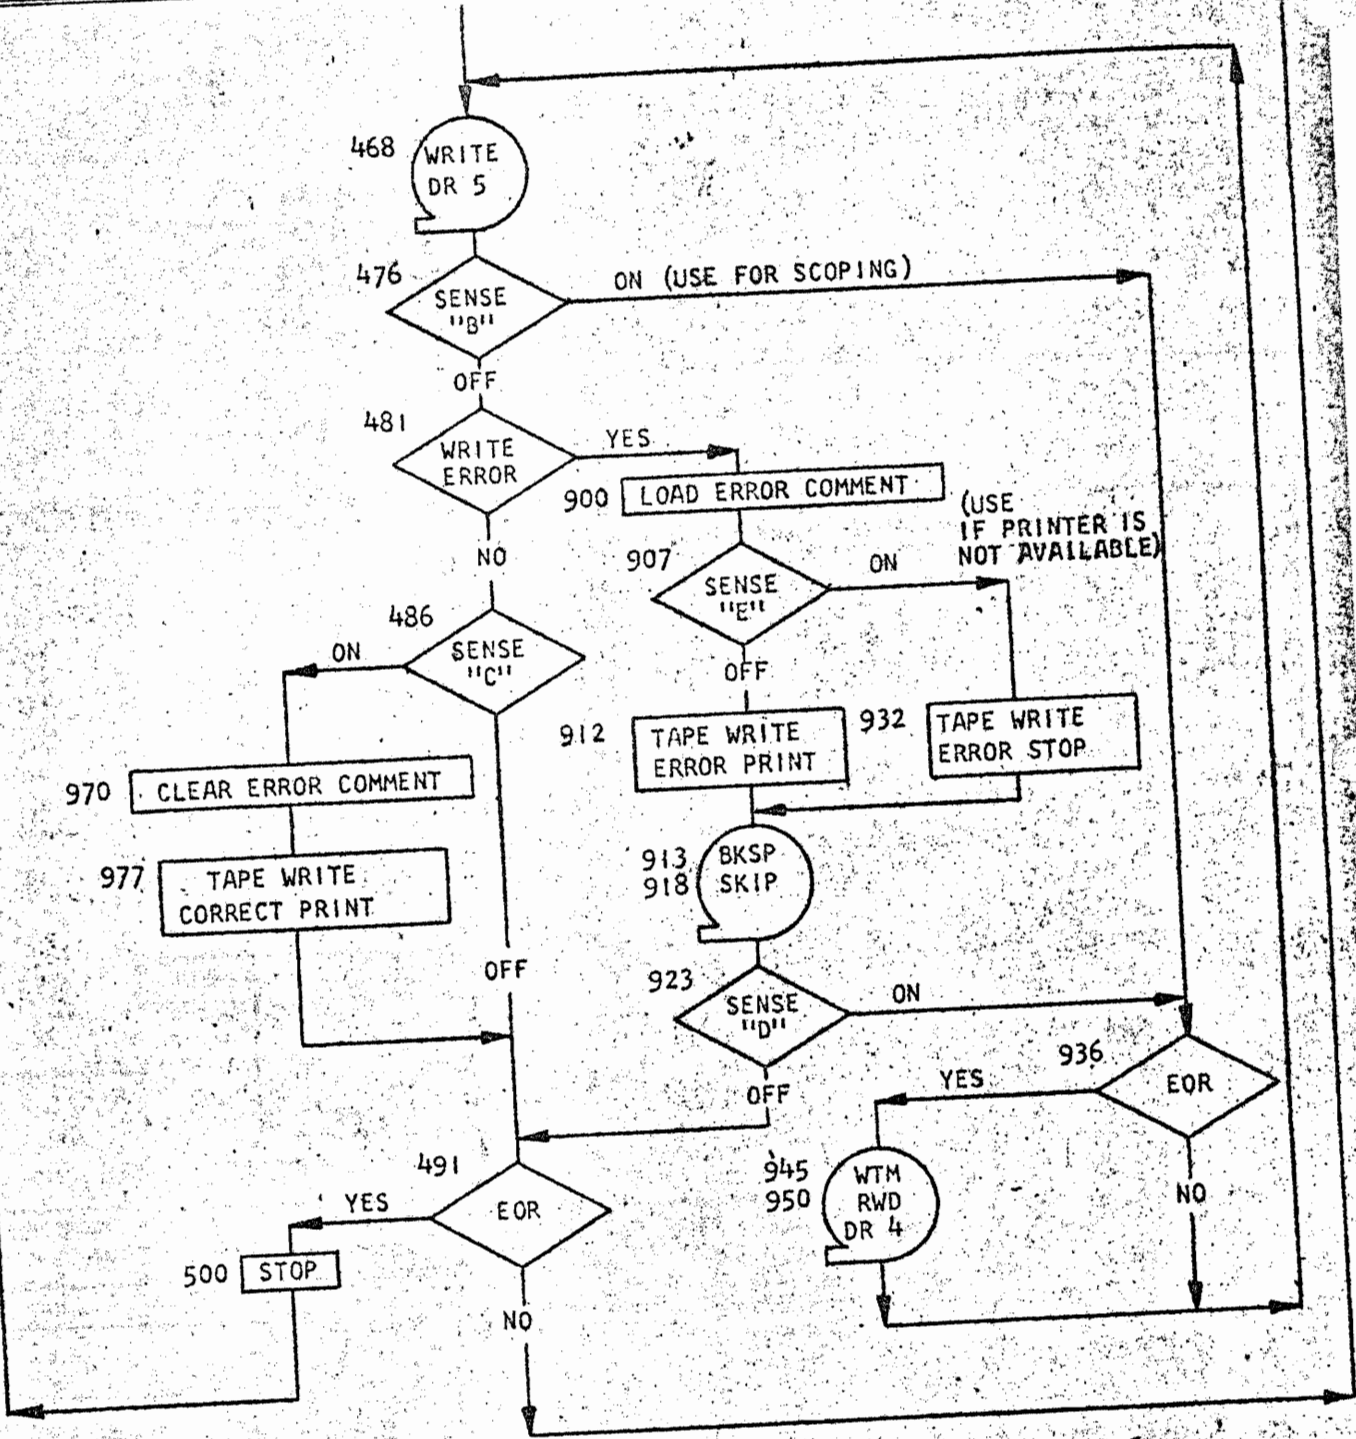 468
WRITE
DR 5
476
SENSE
"B"
ON (USE FOR SCOPING)
OFF
481
WRITE
ERROR
YES
900
LOAD ERROR COMMENT
(USE
IF PRINTER IS
NOT AVAILABLE)
NO
907
SENSE
"E"
ON
486
SENSE
"C"
ON
OFF
912
TAPE WRITE
ERROR PRINT
932
TAPE WRITE
ERROR STOP
970
CLEAR ERROR COMMENT
977
TAPE WRITE
CORRECT PRINT
913
918
BKSP
SKIP
OFF
923
SENSE
"D"
ON
OFF
936
EOR
YES
NO
491
EOR
YES
945
950
WTM
RWD
DR 4
500
STOP
NO